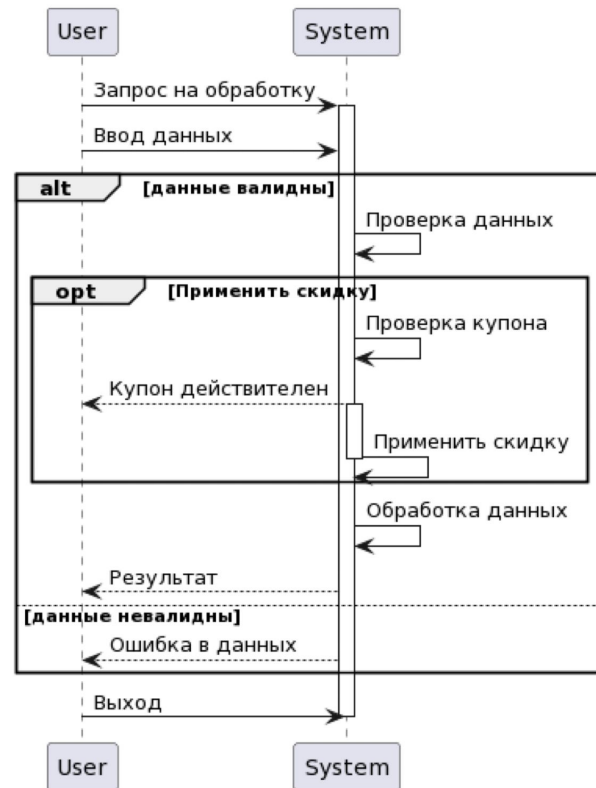 User System
Запрос на обработку
Ввод данных
alt [данные валидны]
Проверка данных
opt [Применить скидку]
Проверка купона
Купон действителен
Применить скидку
Обработка данных
Результат
[данные невалидны]
Ошибка в данных
Выход
User System